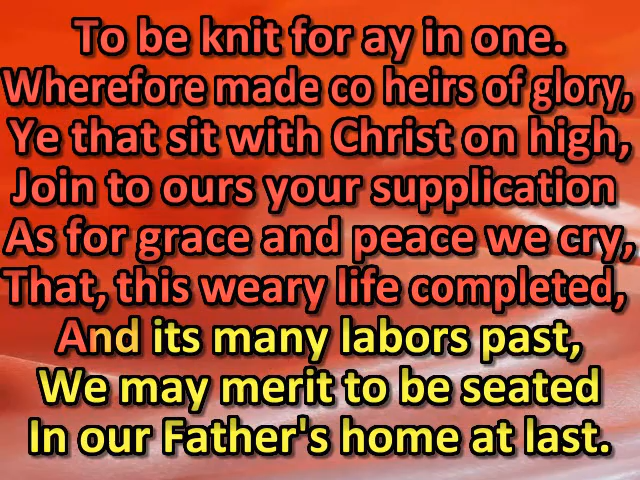 To be knit for ay in one.
Wherefore made co heirs of glory,
Ye that sit with Christ on high,
Join to ours your supplication
As for grace and peace we cry,
That, this weary life completed,
And its many labors past,
We may merit to be seated
In our Father's home at last.